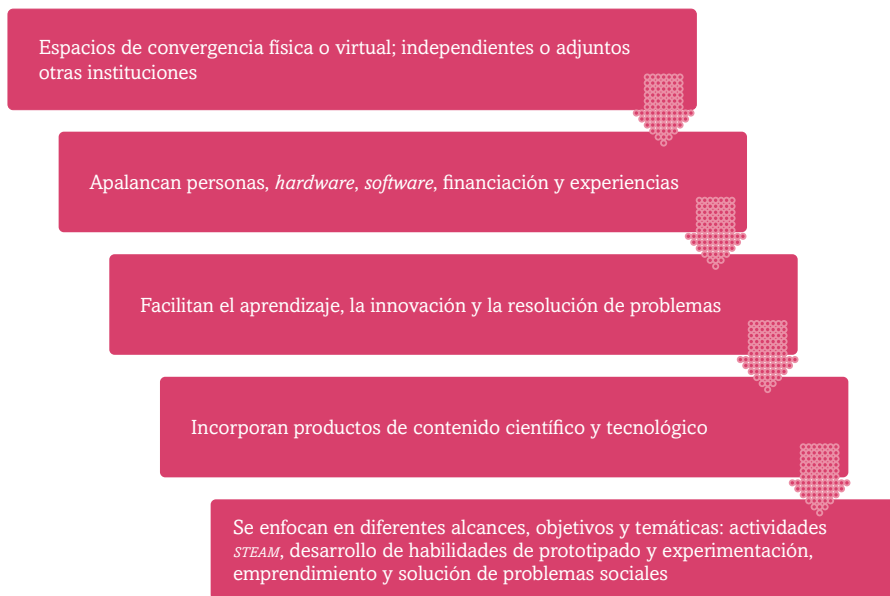 Espacios de convergencia física o virtual; independientes o adjuntos
otras instituciones
Apalancan personas, hardware, software, financiación y experiencias
Facilitan el aprendizaje, la innovación y la resolución de problemas
Incorporan productos de contenido científico y tecnológico
Se enfocan en diferentes alcances, objetivos y temáticas: actividades
STEAM, desarrollo de habilidades de prototipado y experimentación,
emprendimiento y solución de problemas sociales